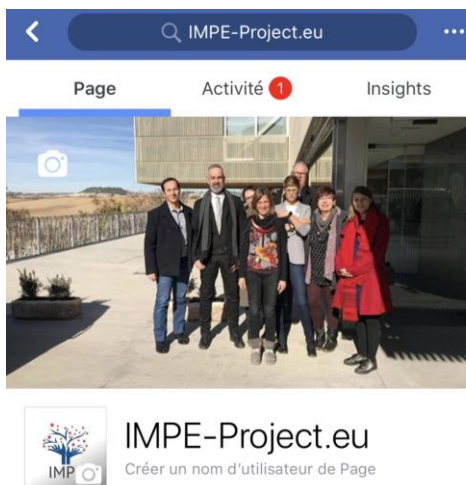 IMPE-Project.eu
Page Activité 1 Insights
IMPE-Project.eu
IMP
Créer un nom d'utilisateur de Page